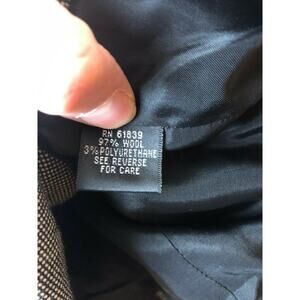 RN 61839
97% WOOL
3% POLYURETHANE
SEE REVERSE
FOR CARE